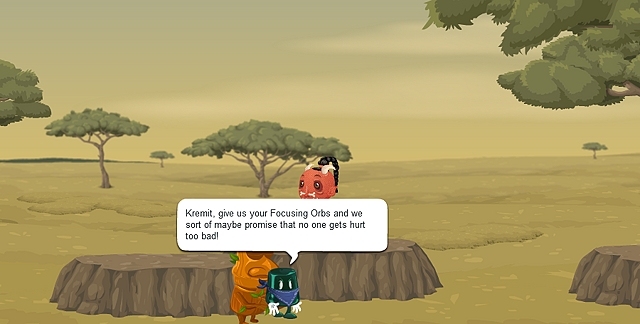 Kremit, give us your Focusing Orbs and we
sort of maybe promise that no one gets hurt
too bad!